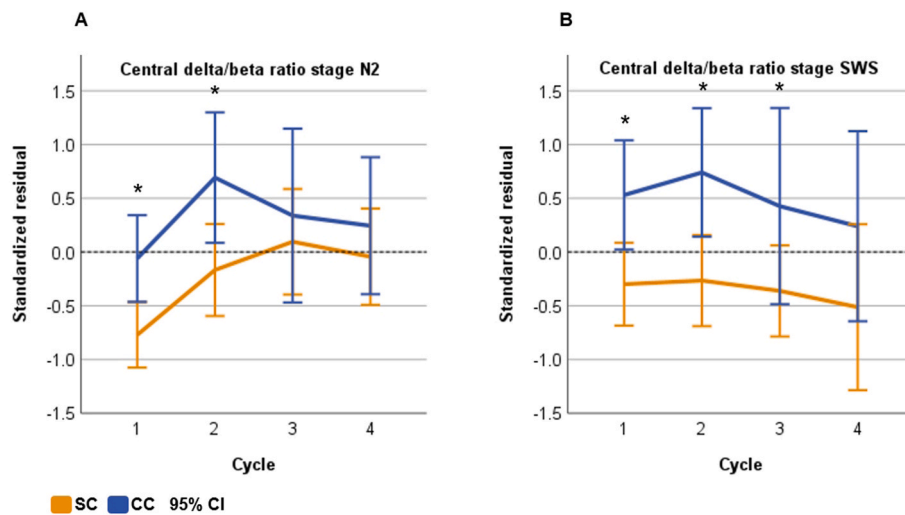 A
Central delta/beta ratio stage N2
*
*
Standardized residual
1.5
1.0
0.5
0.0
-0.5
-1.0
-1.5
1 2 3 4
Cycle
B
Central delta/beta ratio stage SWS
*
*
*
Standardized residual
1.5
1.0
0.5
0.0
-0.5
-1.0
-1.5
1 2 3 4
Cycle
SC CC 95% CI